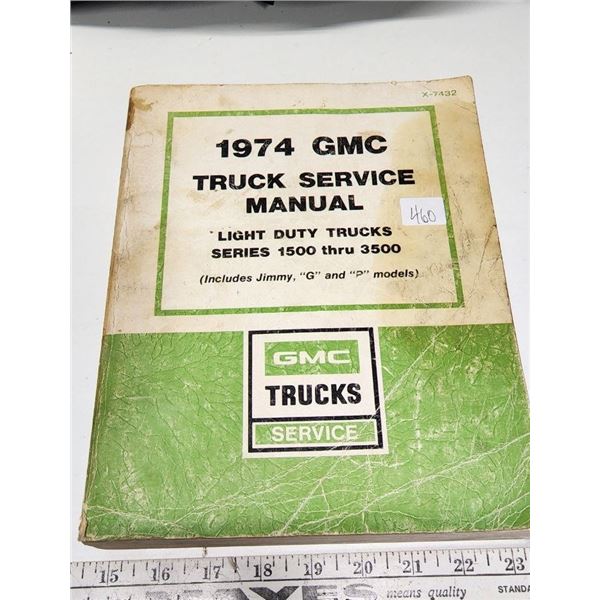 X-7432
1974 GMC
TRUCK SERVICE
MANUAL
460
LIGHT DUTY TRUCKS
SERIES 1500 thru 3500
(Includes Jimmy, "G" and "P" models)
GMC
TRUCKS
SERVICE
15 16 17 18 19 20 21 22 23
means quality
STANDA